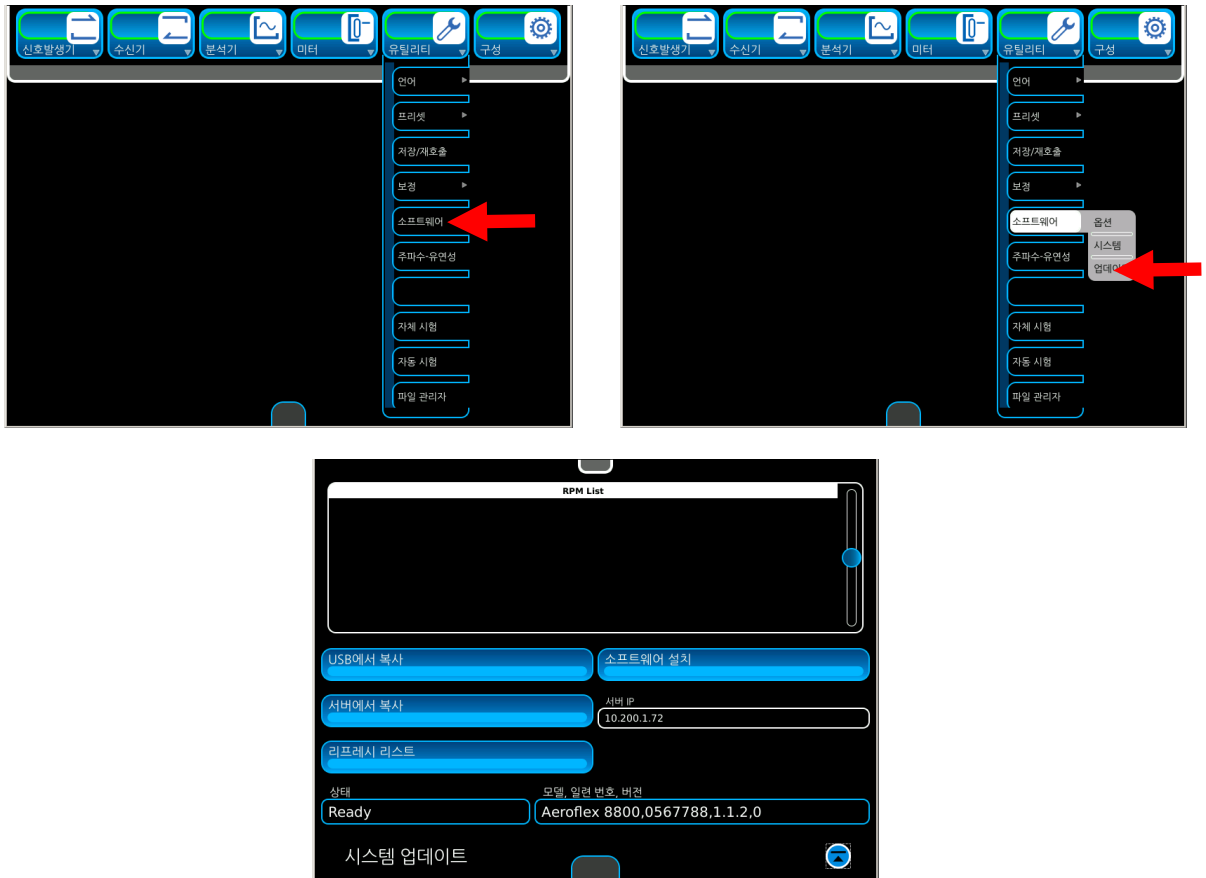 신호발생기 수신기 분석기 미터 유틸리티 구성
언어
프리셋
저장/재호출
보정
소프트웨어
주파수-유연성
자체 시험
자동 시험
파일 관리자
신호발생기 수신기 분석기 미터 유틸리티 구성
언어
프리셋
저장/재호출
보정
소프트웨어 옵션
시스템
주파수-유연성
자체 시험
자동 시험
파일 관리자
RPM List
USB에서 복사 소프트웨어 설치
서버에서 복사 서버 IP
10.200.1.72
리프레시 리스트
상태 모델, 일련 번호, 버전
Ready Aeroflex 8800,0567788,1.1.2,0
시스템 업데이트